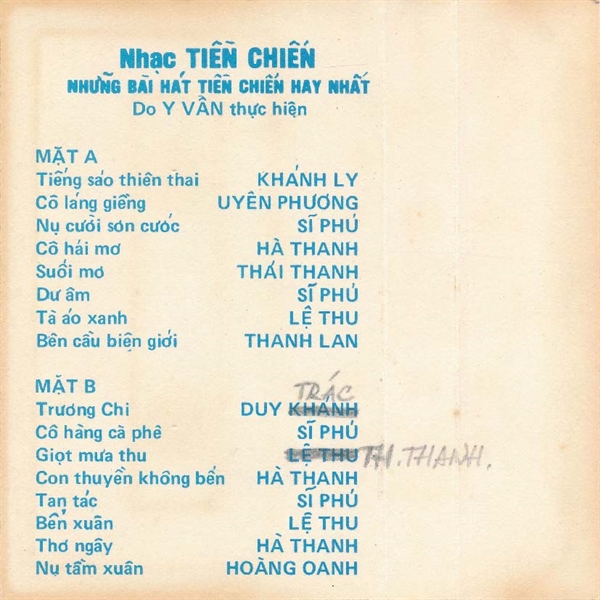 Nhạc TIỀN CHIẾN
NHỮNG BÀI HÁT TIỀN CHIẾN HAY NHẤT
Do Y VÂN thực hiện
MẶT A
Tiếng sáo thiên thai KHÁNH LY
Cô láng giềng UYÊN PHƯƠNG
Nụ cười sơn cước SĨ PHÚ
Cô hái mơ HÀ THANH
Suối mơ THÁI THANH
Dư âm SĨ PHÚ
Tà áo xanh LỆ THU
Bên cầu biên giới THANH LAN
MẶT B
TRÁC
Trương Chi DUY KHÁNH
Cô hàng cà phê SĨ PHÚ
Giọt mưa thu LỆ THU TH. THANH.
Con thuyền không bến HÀ THANH
Tan tác SĨ PHÚ
Bến xuân LỆ THU
Thơ ngây HÀ THANH
Nụ tầm xuân HOÀNG OANH